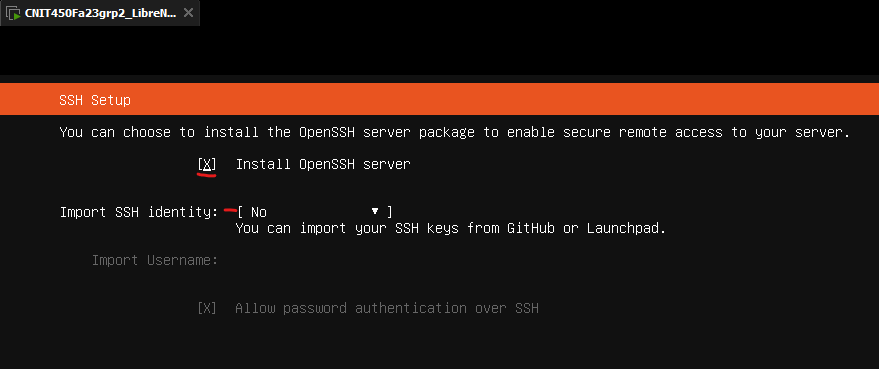 CNIT450Fa23grp2_LibreN...
SSH Setup
You can choose to install the OpenSSH server package to enable secure remote access to your server.
[X] Install OpenSSH server
Import SSH identity: [ No ▼ ]
You can import your SSH keys from GitHub or Launchpad.
Import Username:
[X] Allow password authentication over SSH